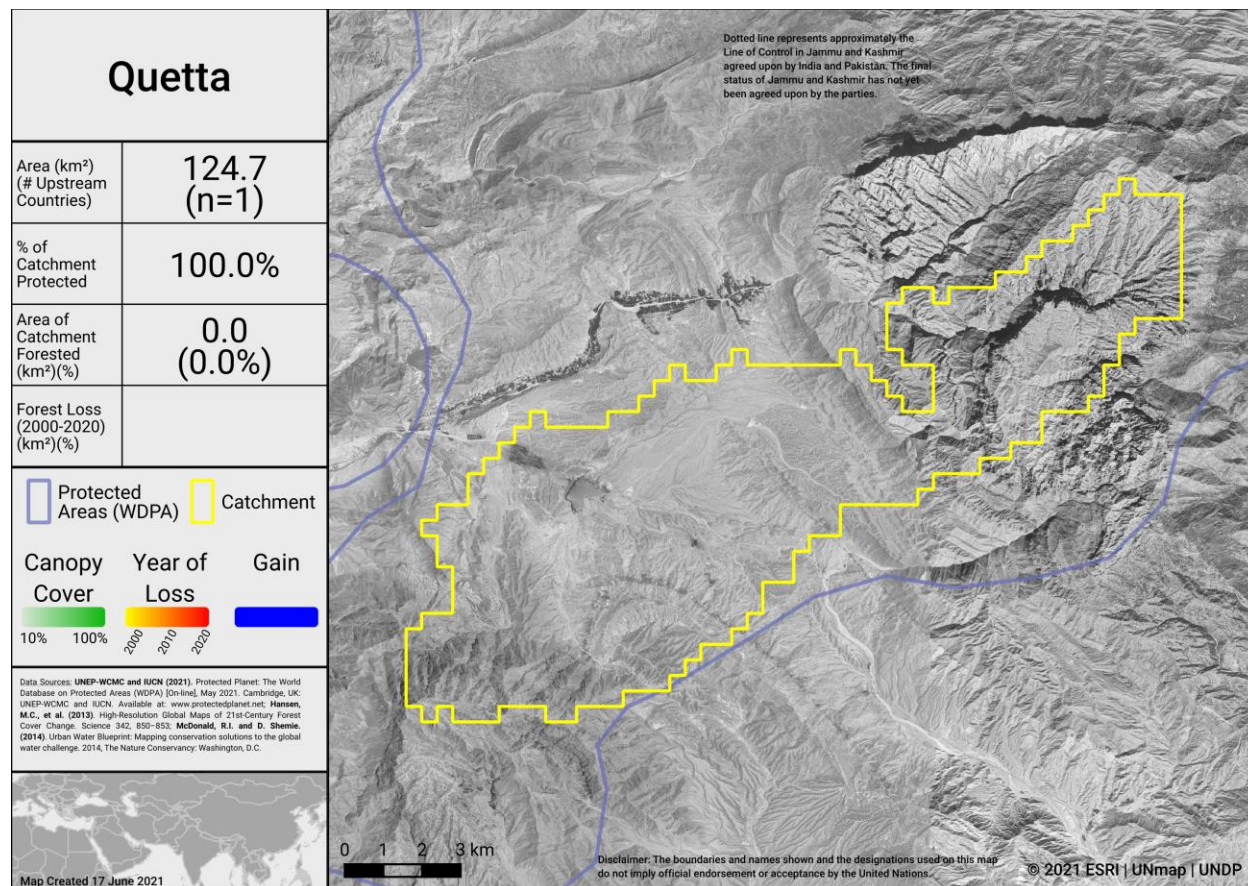 Quetta
Area (km²)
(# Upstream
Countries)
124.7
(n=1)
% of
Catchment
Protected
100.0%
Area of
Catchment
Forested
(km²)(%)
0.0
(0.0%)
Forest Loss
(2000-2020)
(km²)(%)
Protected
Areas (WDPA)
Catchment
Canopy
Cover
10% 100%
Year of
Loss
2000 2010 2020
Gain
Data Sources: UNEP-WCMC and IUCN (2021). Protected Planet: The World
Database on Protected Areas (WDPA) [On-line], May 2021. Cambridge, UK:
UNEP-WCMC and IUCN. Available at: www.protectedplanet.net; Hansen,
M.C., et al. (2013). High-Resolution Global Maps of 21st-Century Forest
Cover Change. Science 342, 850–853; McDonald, R.I. and D. Shemie.
(2014). Urban Water Blueprint: Mapping conservation solutions to the global
water challenge. 2014, The Nature Conservancy: Washington, D.C.
Map Created 17 June 2021
Dotted line represents approximately the
Line of Control in Jammu and Kashmir
agreed upon by India and Pakistan. The final
status of Jammu and Kashmir has not yet
been agreed upon by the parties.
0 1 2 3 km
Disclaimer: The boundaries and names shown and the designations used on this map
do not imply official endorsement or acceptance by the United Nations.
© 2021 ESRI | UNmap | UNDP